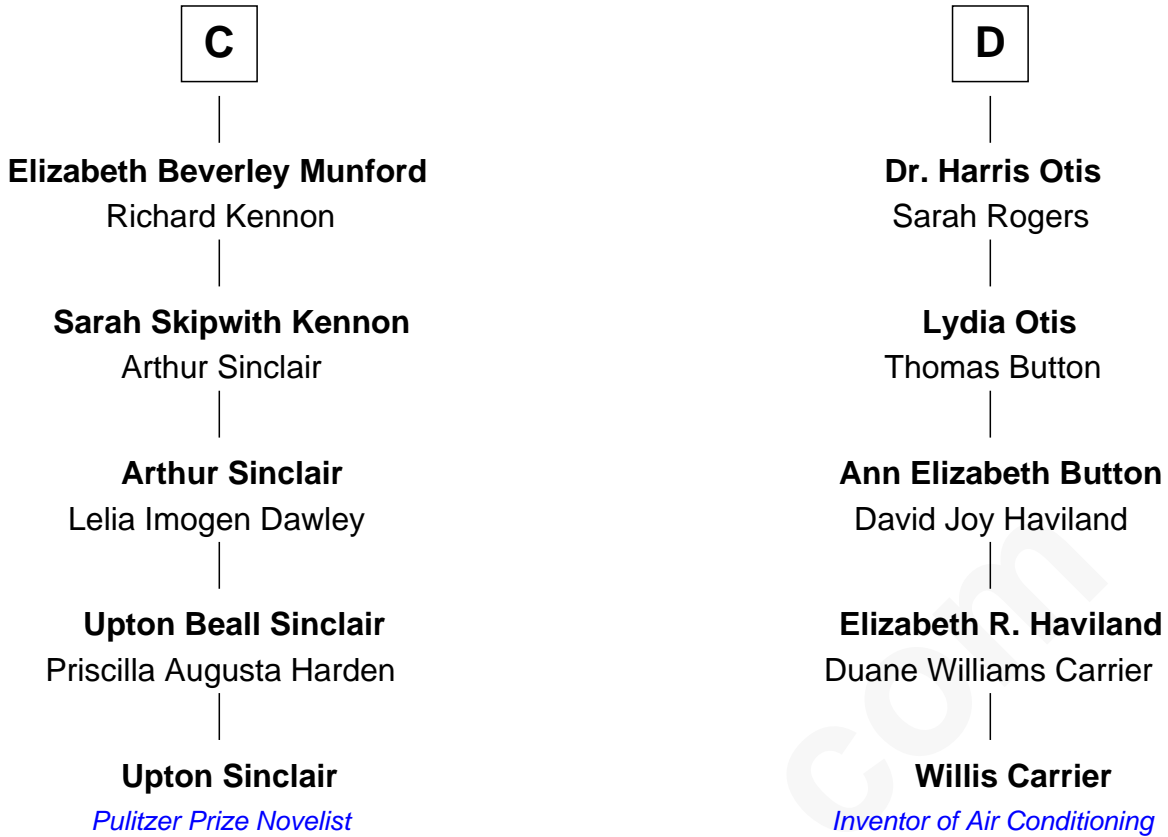 C
Elizabeth Beverley Munford
Richard Kennon
Sarah Skipwith Kennon
Arthur Sinclair
Arthur Sinclair
Lelia Imogen Dawley
Upton Beall Sinclair
Priscilla Augusta Harden
Upton Sinclair
Pulitzer Prize Novelist
D
Dr. Harris Otis
Sarah Rogers
Lydia Otis
Thomas Button
Ann Elizabeth Button
David Joy Haviland
Elizabeth R. Haviland
Duane Williams Carrier
Willis Carrier
Inventor of Air Conditioning
com